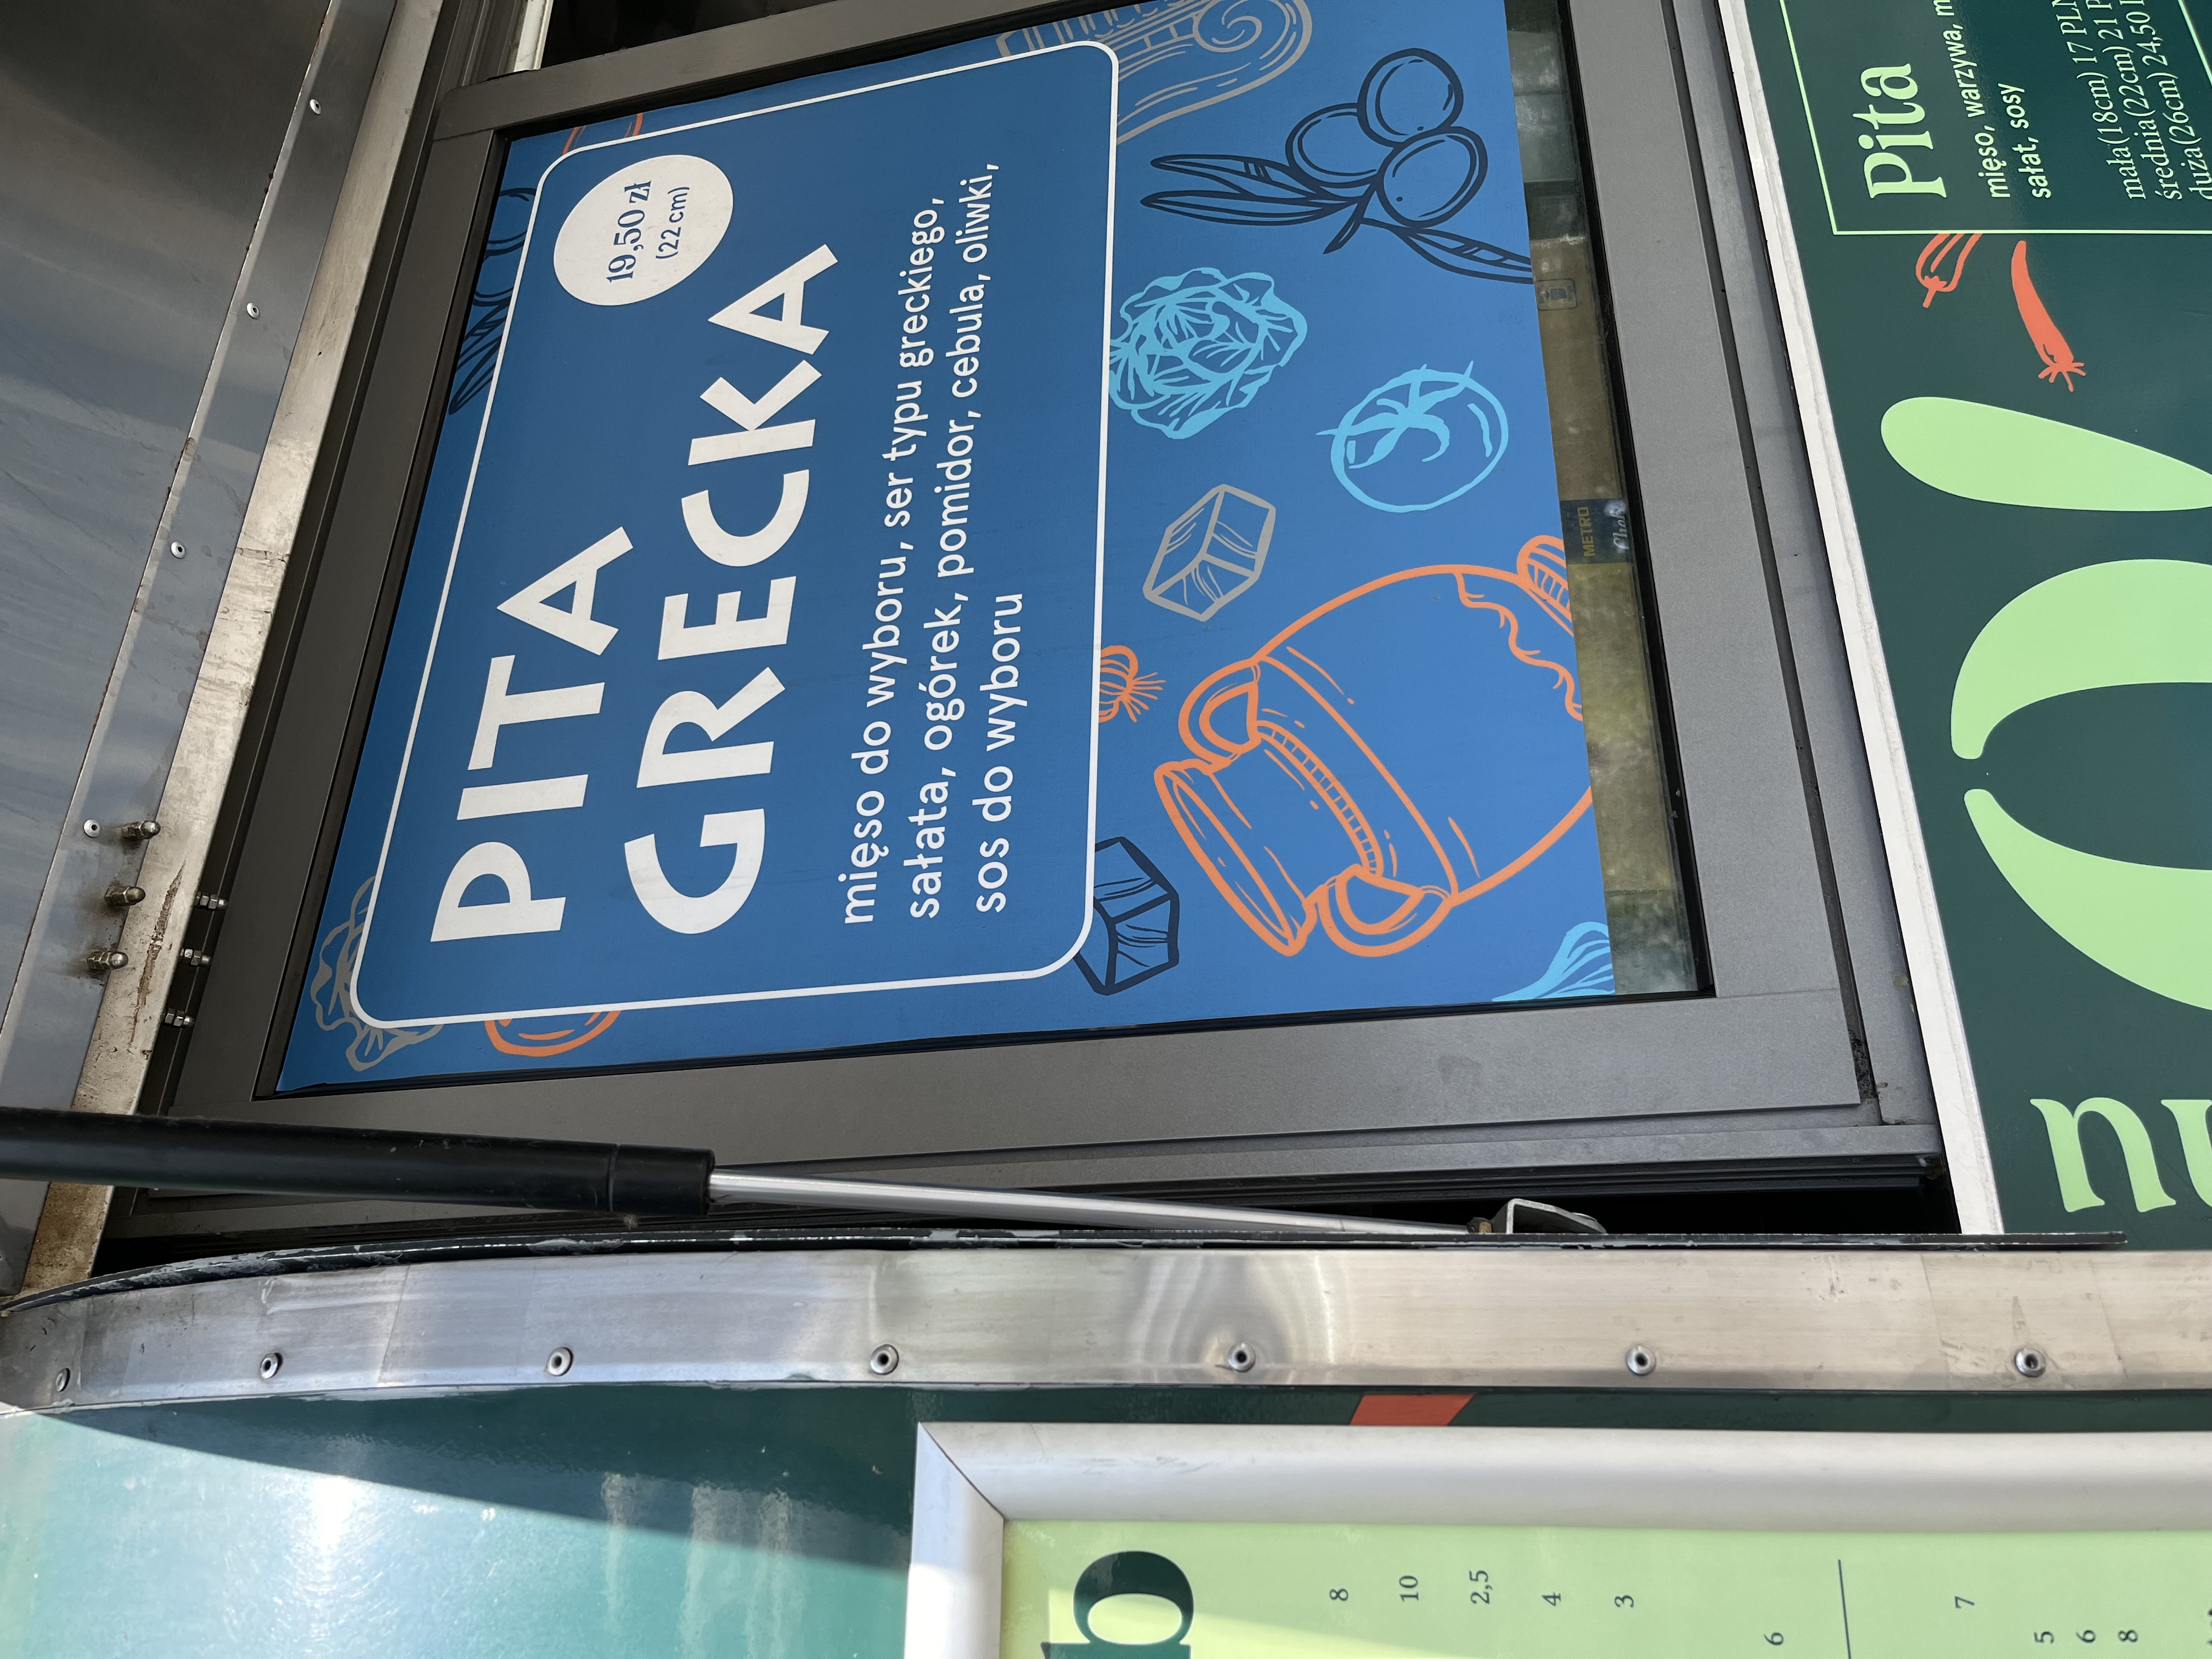 PITA
GRECKA
19,50 zł
(22 cm)
mięso do wyboru, ser typu greckiego,
sałata, ogórek, pomidor, cebula, oliwki,
sos do wyboru
METRO
Chef
b
8
10
2,5
4
3
6
7
5
6
8
Pita
mięso, warzywa,
sałat, sosy
mała(18cm) 17 PLN
średnia(22cm) 21
duża(26cm) 24,50